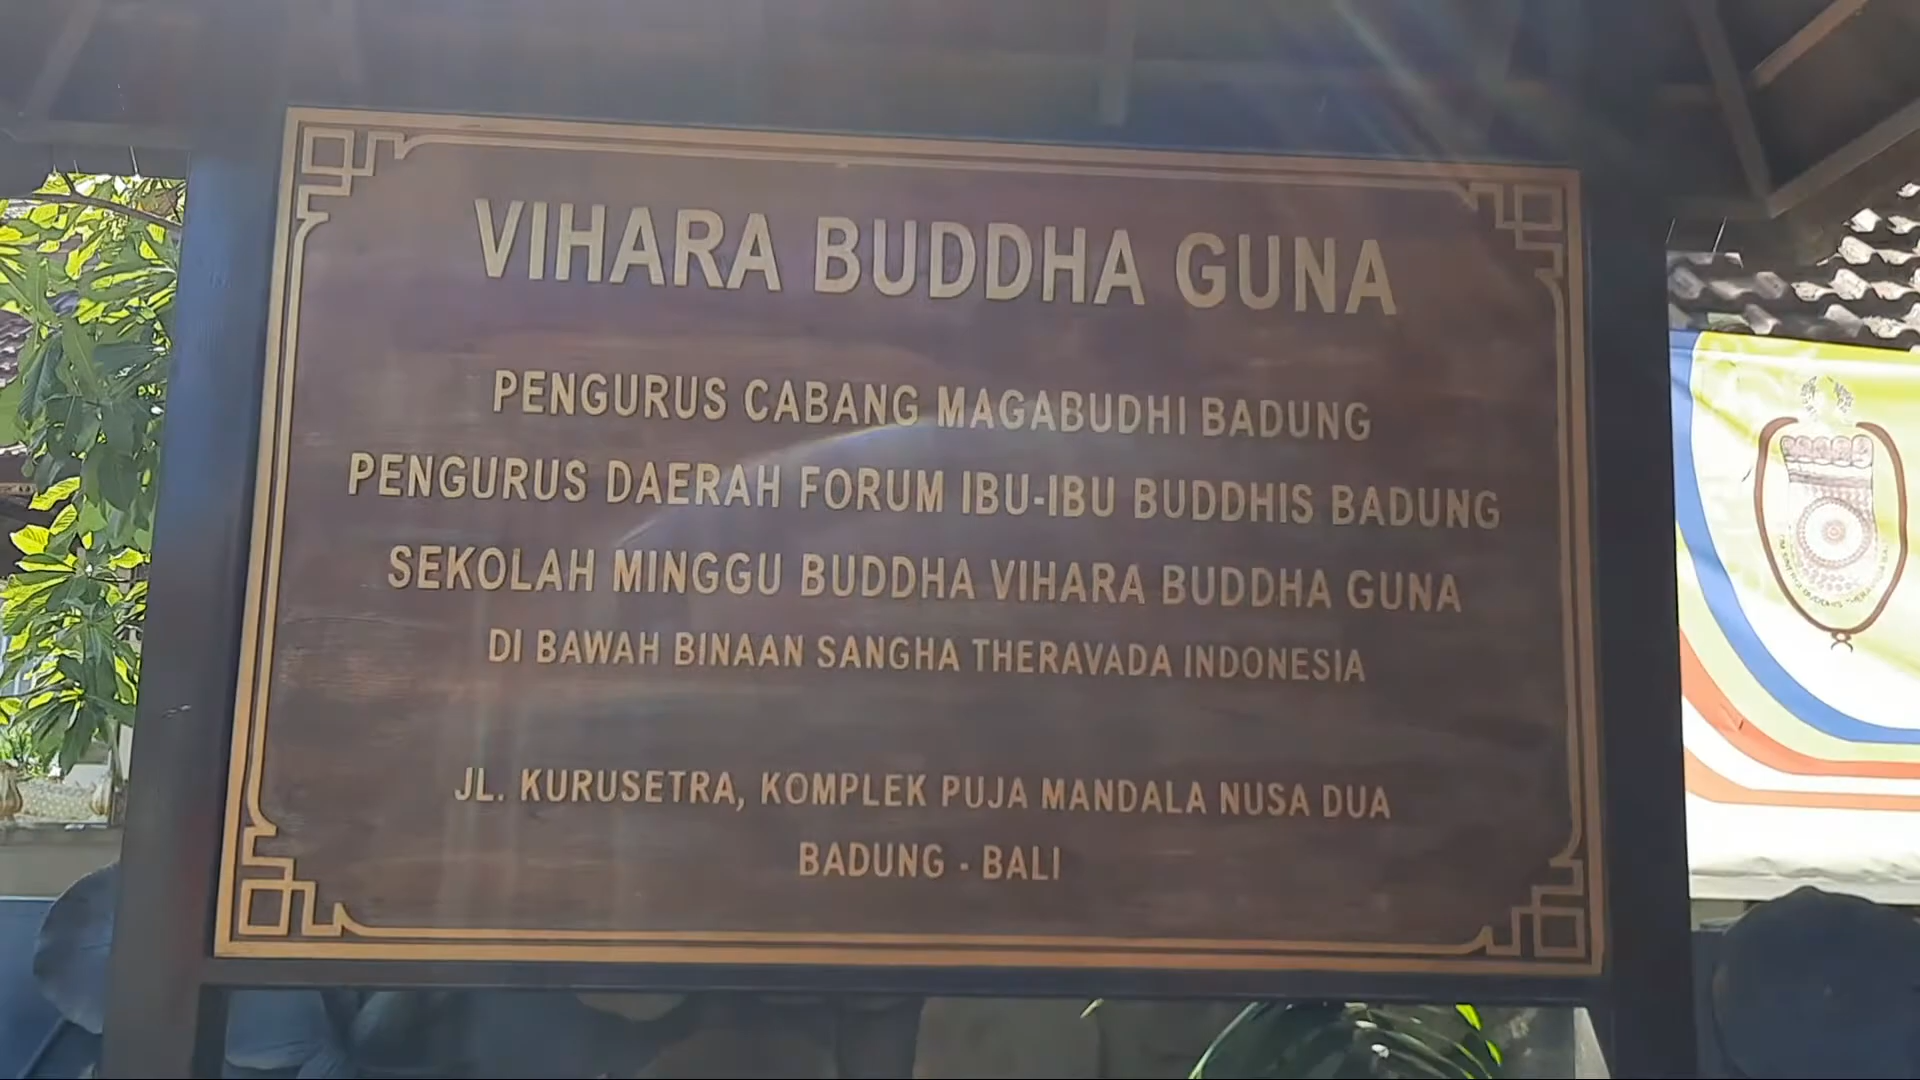 VIHARA BUDDHA GUNA
PENGURUS CABANG MAGABUDHI BADUNG
PENGURUS DAERAH FORUM IBU-IBU BUDDHIS BADUNG
SEKOLAH MINGGU BUDDHA VIHARA BUDDHA GUNA
DI BAWAH BINAAN SANGHA THERAVADA INDONESIA
JL. KURUSETRA, KOMPLEK PUJA MANDALA NUSA DUA
BADUNG - BALI